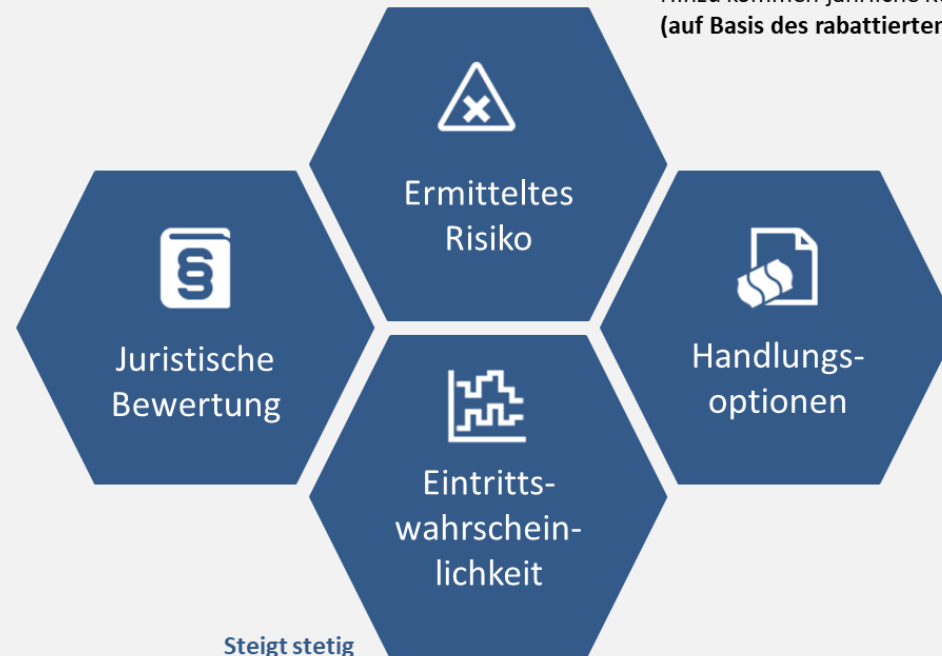 (auf Basis des rabattierten
Ermitteltes
Risiko
§
Juristische
Bewertung
Handlungs-
optionen
Eintritts-
wahrschein-
lichkeit
Steigt stetig